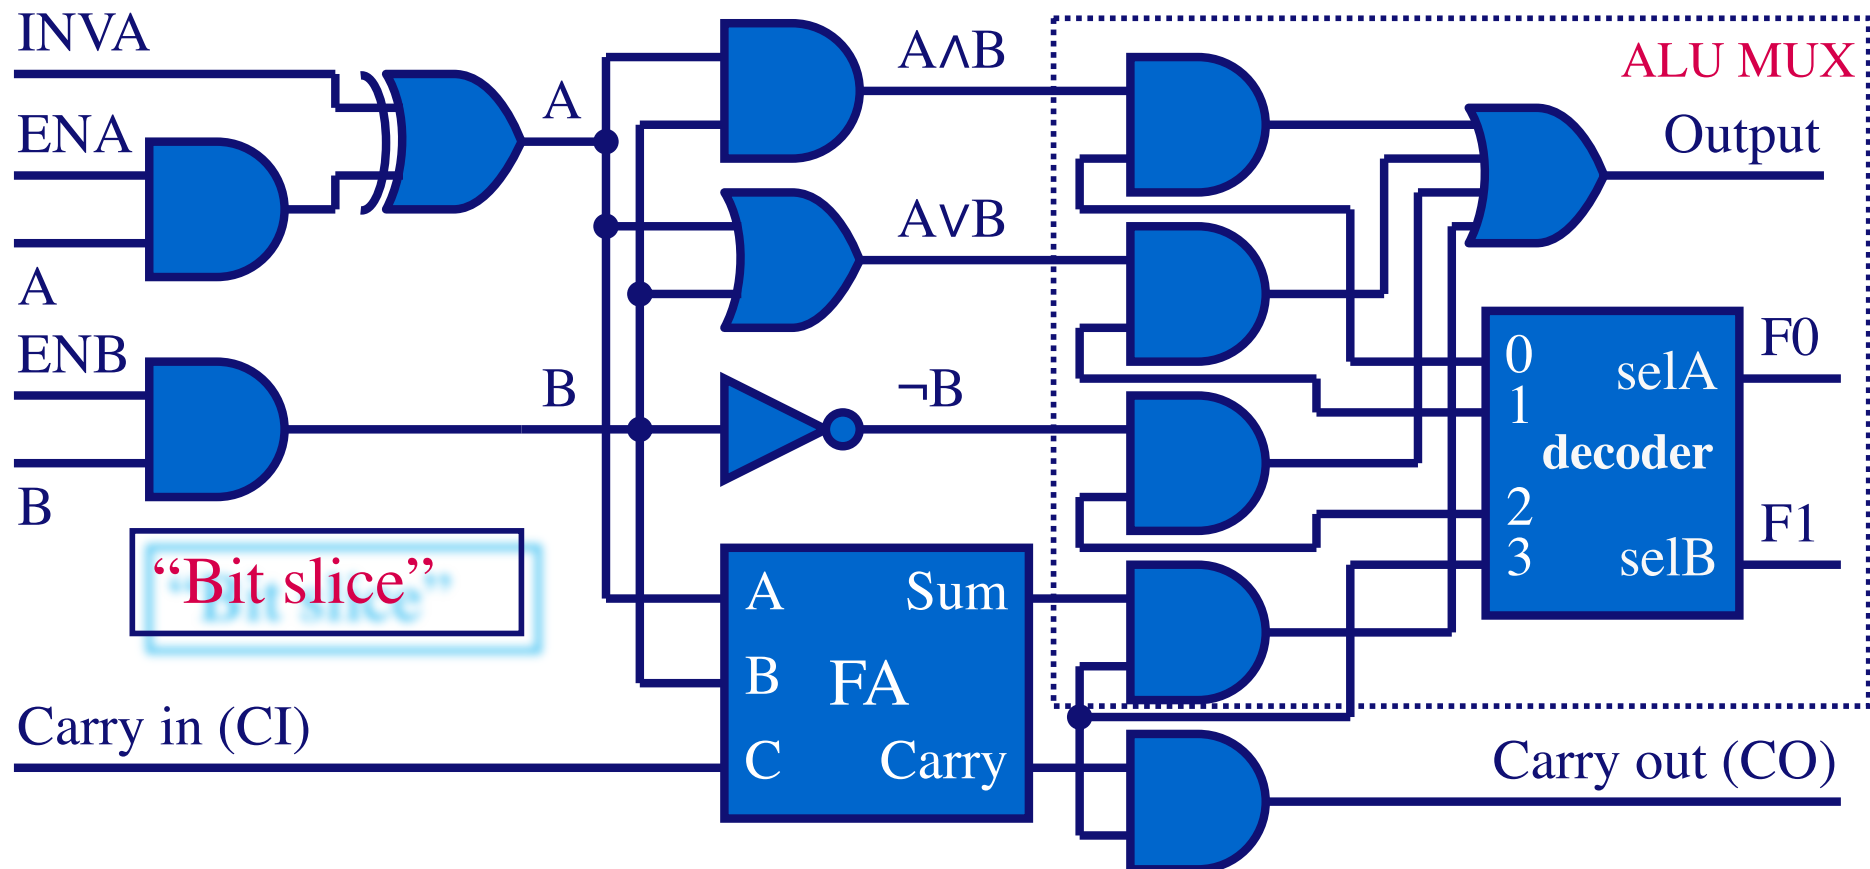 INVA
ENA
A
ENB
B
"Bit slice"
Carry in (CI)
A
B
A∧B
A∨B
¬B
A
B
C
FA
Sum
Carry
ALU MUX
Output
0
1
2
3
selA
decoder
selB
F0
F1
Carry out (CO)